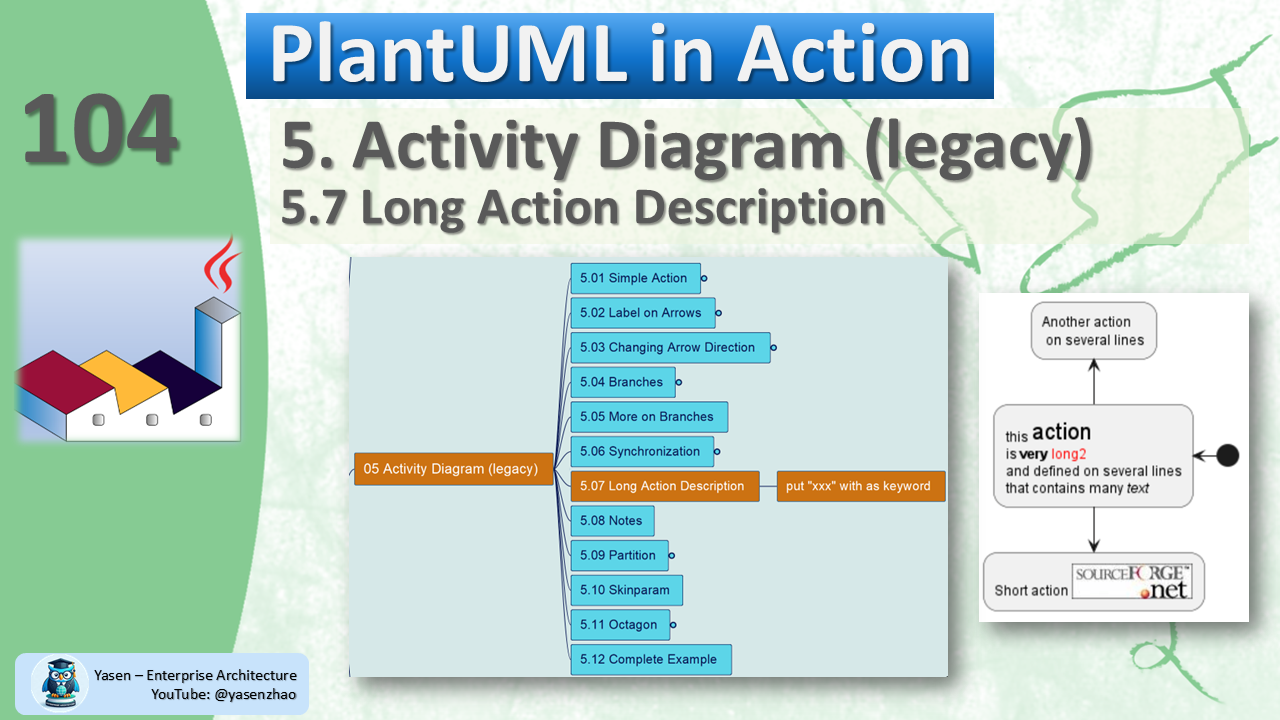 PlantUML in Action
104
5. Activity Diagram (legacy)
5.7 Long Action Description
05 Activity Diagram (legacy)
5.01 Simple Action
5.02 Label on Arrows
5.03 Changing Arrow Direction
5.04 Branches
5.05 More on Branches
5.06 Synchronization
5.07 Long Action Description
put "xxx" with as keyword
5.08 Notes
5.09 Partition
5.10 Skinparam
5.11 Octagon
5.12 Complete Example
Another action
on several lines
this action
is very long2
and defined on several lines
that contains many text
Short action
SOURCEFORGE™
.net
Yasen – Enterprise Architecture
YouTube: @yasenzhao